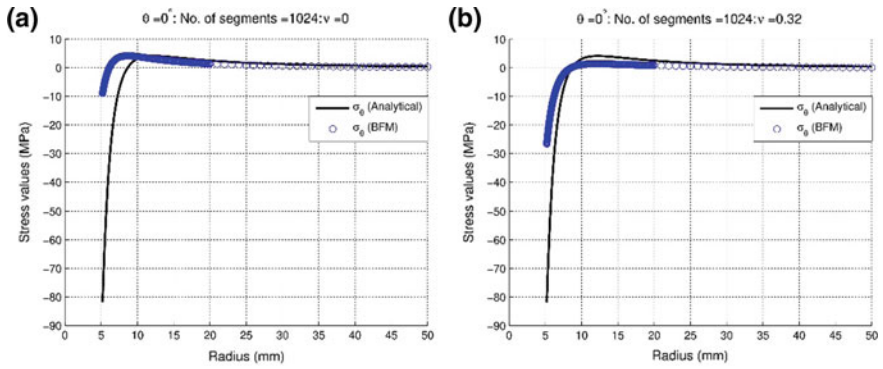 (a)
θ =0°: No. of segments =1024:ν =0
Stress values (MPa)
10
0
−10
−20
−30
−40
−50
−60
−70
−80
−90
σθ (Analytical)
σθ (BFM)
0 5 10 15 20 25 30 35 40 45 50
Radius (mm)
(b)
θ =0°: No. of segments =1024:ν=0.32
Stress values (MPa)
10
0
−10
−20
−30
−40
−50
−60
−70
−80
−90
σθ (Analytical)
σθ (BFM)
0 5 10 15 20 25 30 35 40 45 50
Radius (mm)